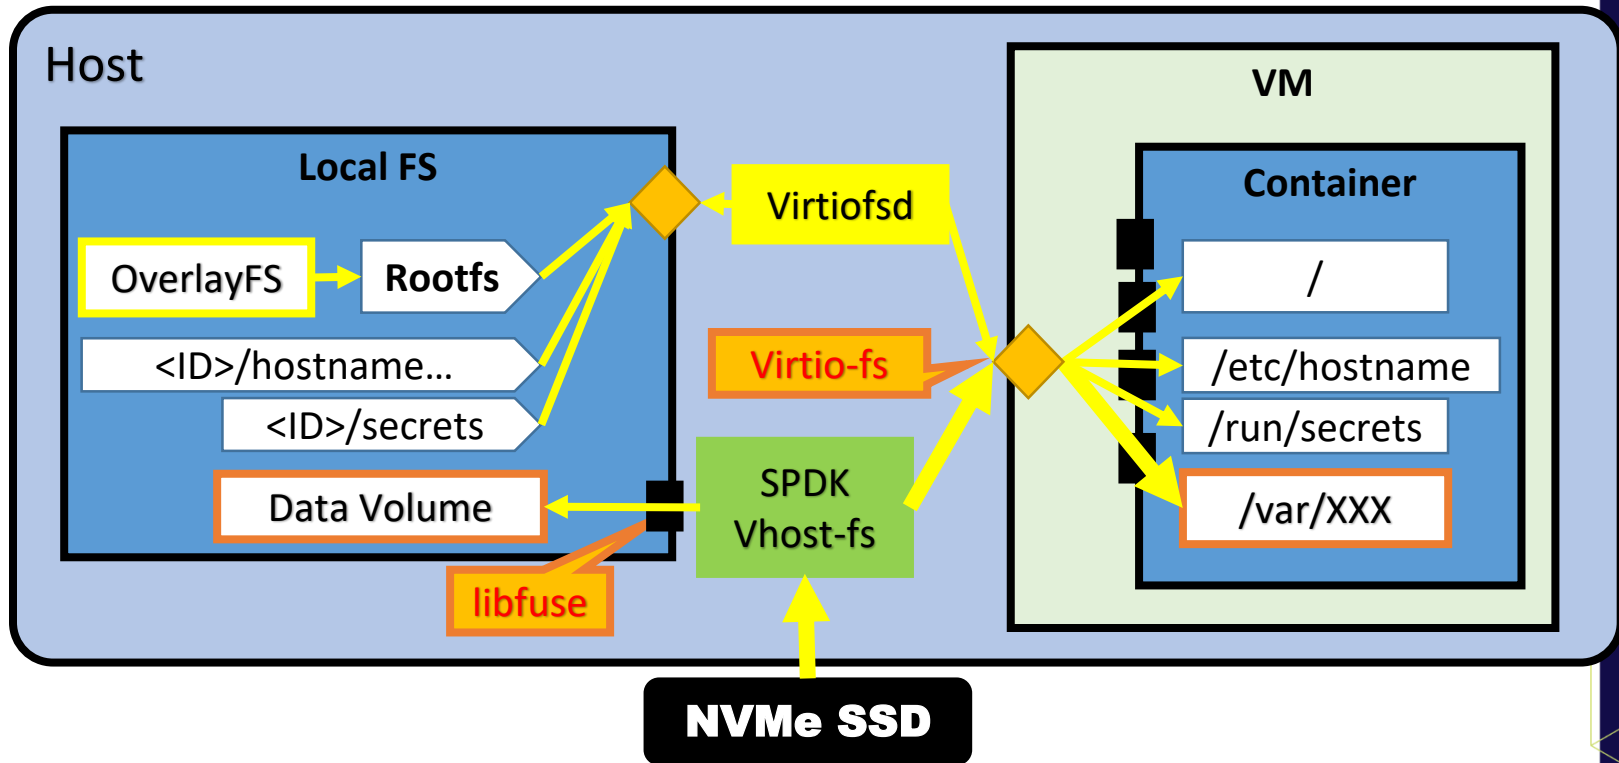 Host
VM
Local FS
Container
Virtiofsd
OverlayFS
Rootfs
/
<ID>/hostname...
Virtio-fs
/etc/hostname
<ID>/secrets
/run/secrets
Data Volume
SPDK
Vhost-fs
/var/XXX
libfuse
NVMe SSD